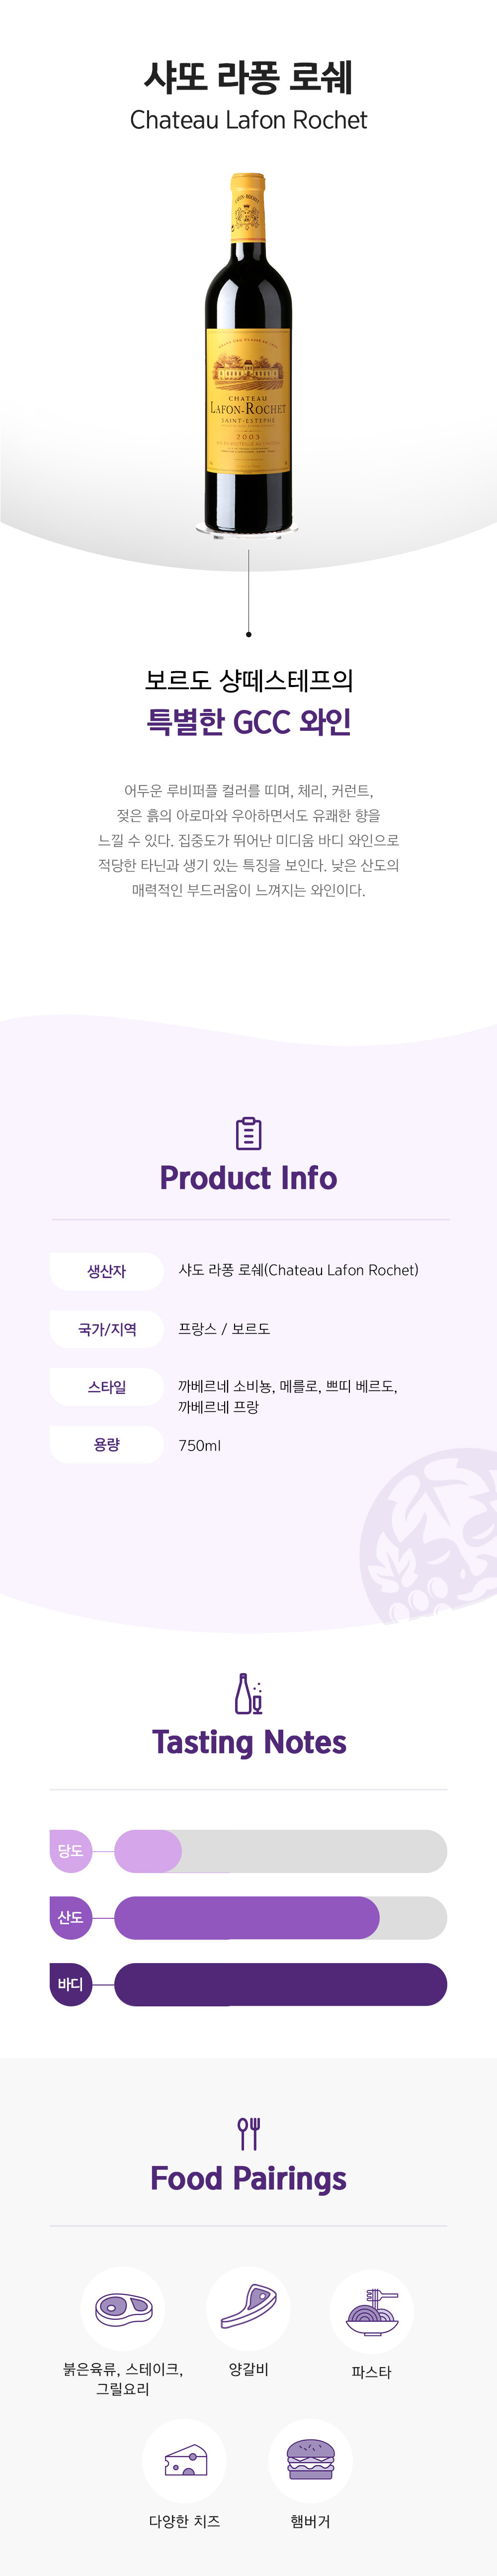 샤또 라퐁 로쉐
Chateau Lafon Rochet
CHATEAU
LAFON-ROCHET
SAINT-ESTEPHE
2003
보르도 샹떼스테프의
특별한 GCC 와인
어두운 루비퍼플 컬러를 띠며, 체리, 커런트,
젖은 흙의 아로마와 우아하면서도 유쾌한 향을
느낄 수 있다. 집중도가 뛰어난 미디움 바디 와인으로
적당한 타닌과 생기 있는 특징을 보인다. 낮은 산도의
매력적인 부드러움이 느껴지는 와인이다.
Product Info
생산자
샤도 라퐁 로쉐(Chateau Lafon Rochet)
국가/지역
프랑스 / 보르도
스타일
까베르네 소비뇽, 메를로, 쁘띠 베르도,
까베르네 프랑
용량
750ml
Tasting Notes
당도
산도
바디
Food Pairings
붉은육류, 스테이크,
그릴요리
양갈비
파스타
다양한 치즈
햄버거